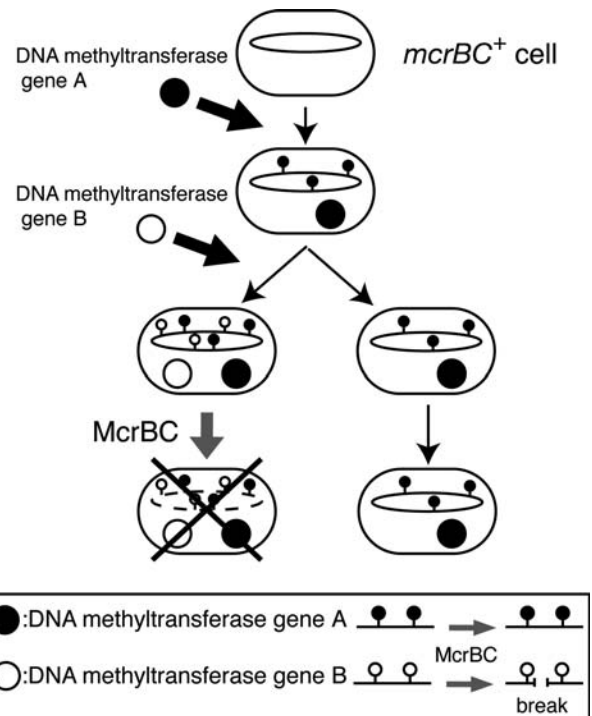 DNA methyltransferase
gene A
mcrBC+ cell
DNA methyltransferase
gene B
McrBC
:DNA methyltransferase gene A
McrBC
:DNA methyltransferase gene B
break